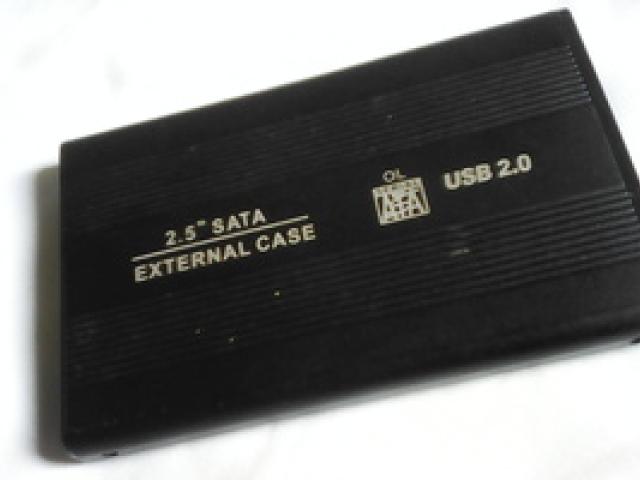 2.5" SATA
EXTERNAL CASE
USB 2.0